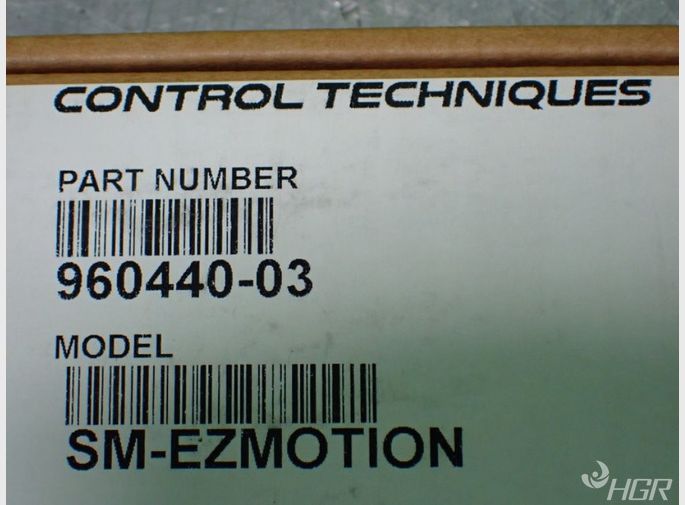 CONTROL TECHNIQUES
PART NUMBER
960440-03
MODEL
SM-EZMOTION
HGR